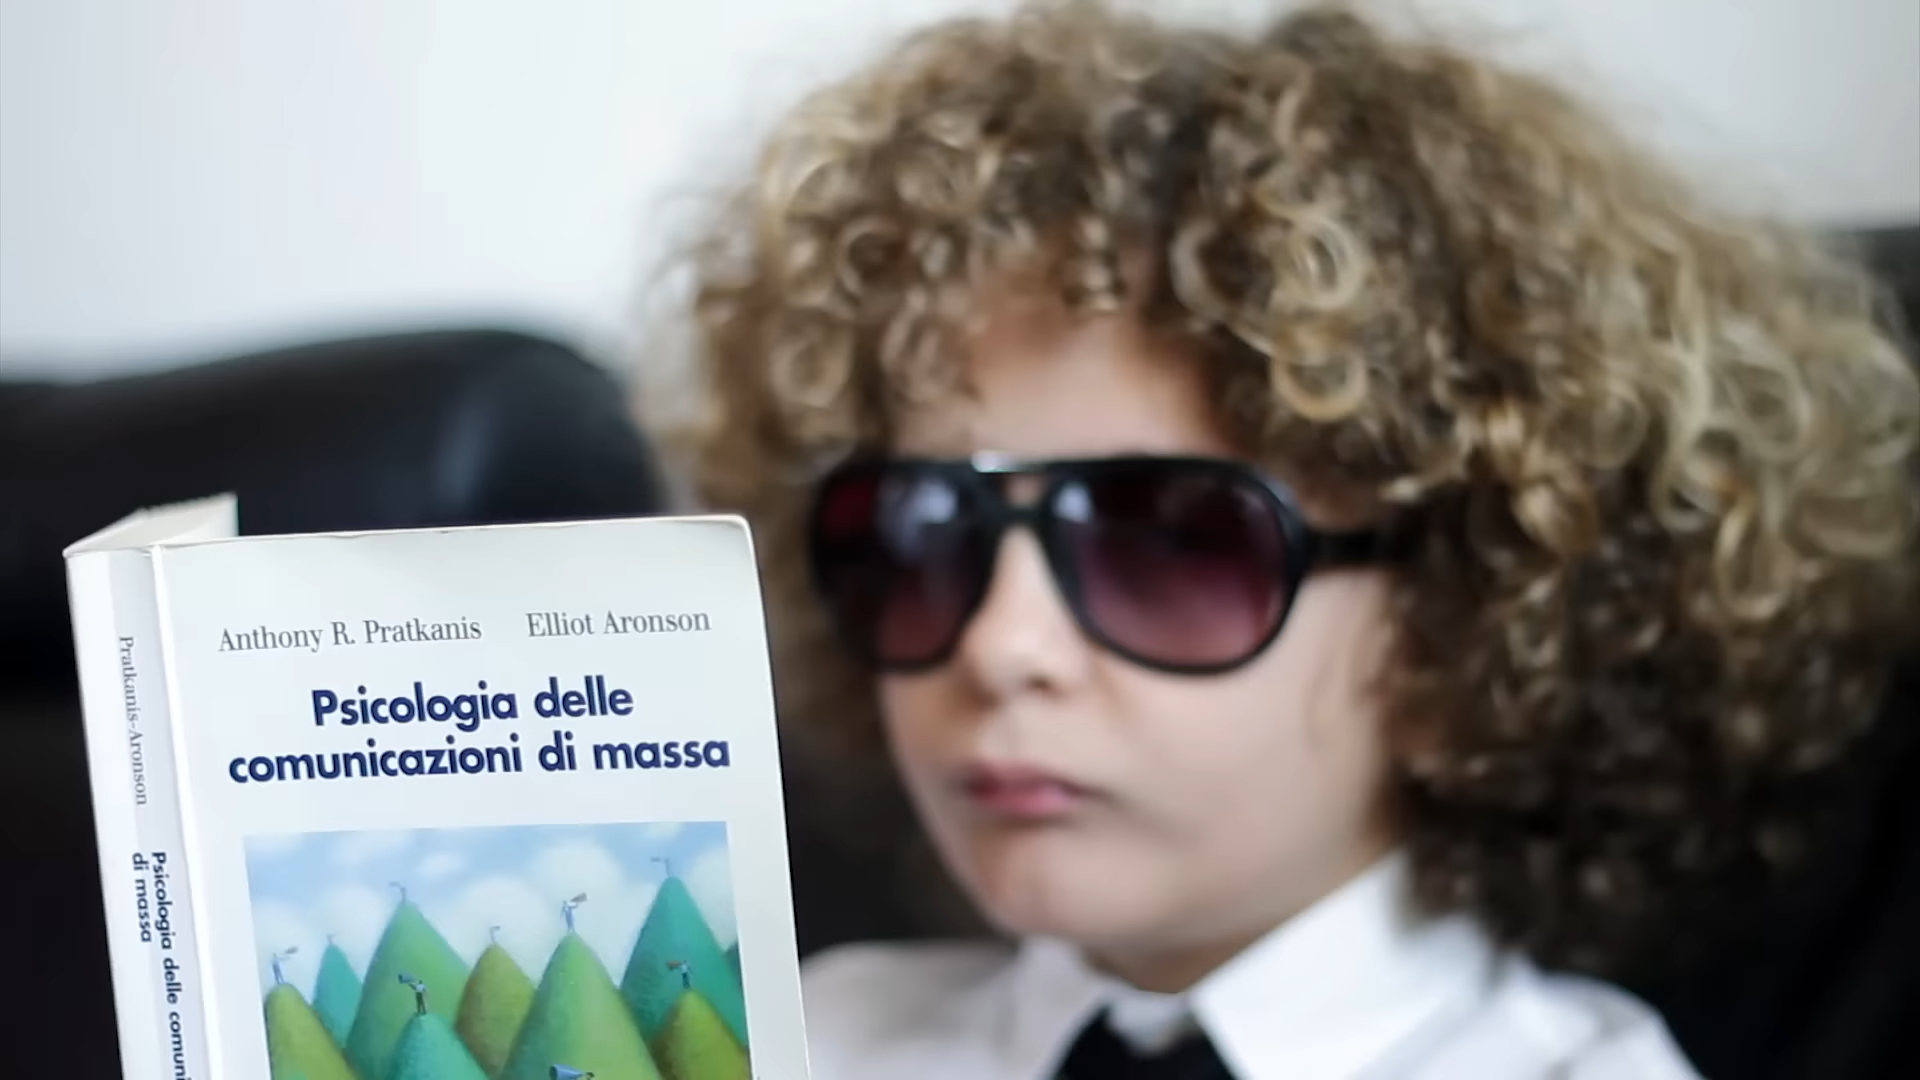 Anthony R. Pratkanis Elliot Aronson
Psicologia delle
comunicazioni di massa
Pratkanis-Aronson
Psicologia delle comuni
di massa